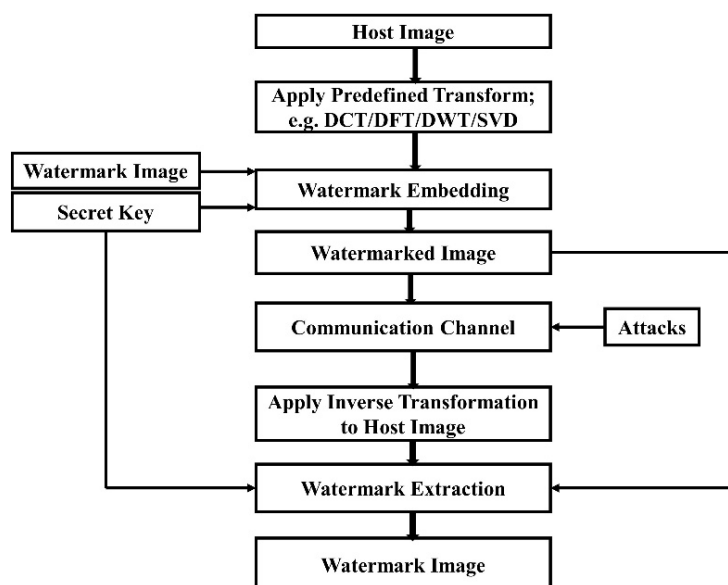 Host Image
Apply Predefined Transform;
e.g. DCT/DFT/DWT/SVD
Watermark Image
Watermark Embedding
Secret Key
Watermarked Image
Communication Channel
Attacks
Apply Inverse Transformation
to Host Image
Watermark Extraction
Watermark Image